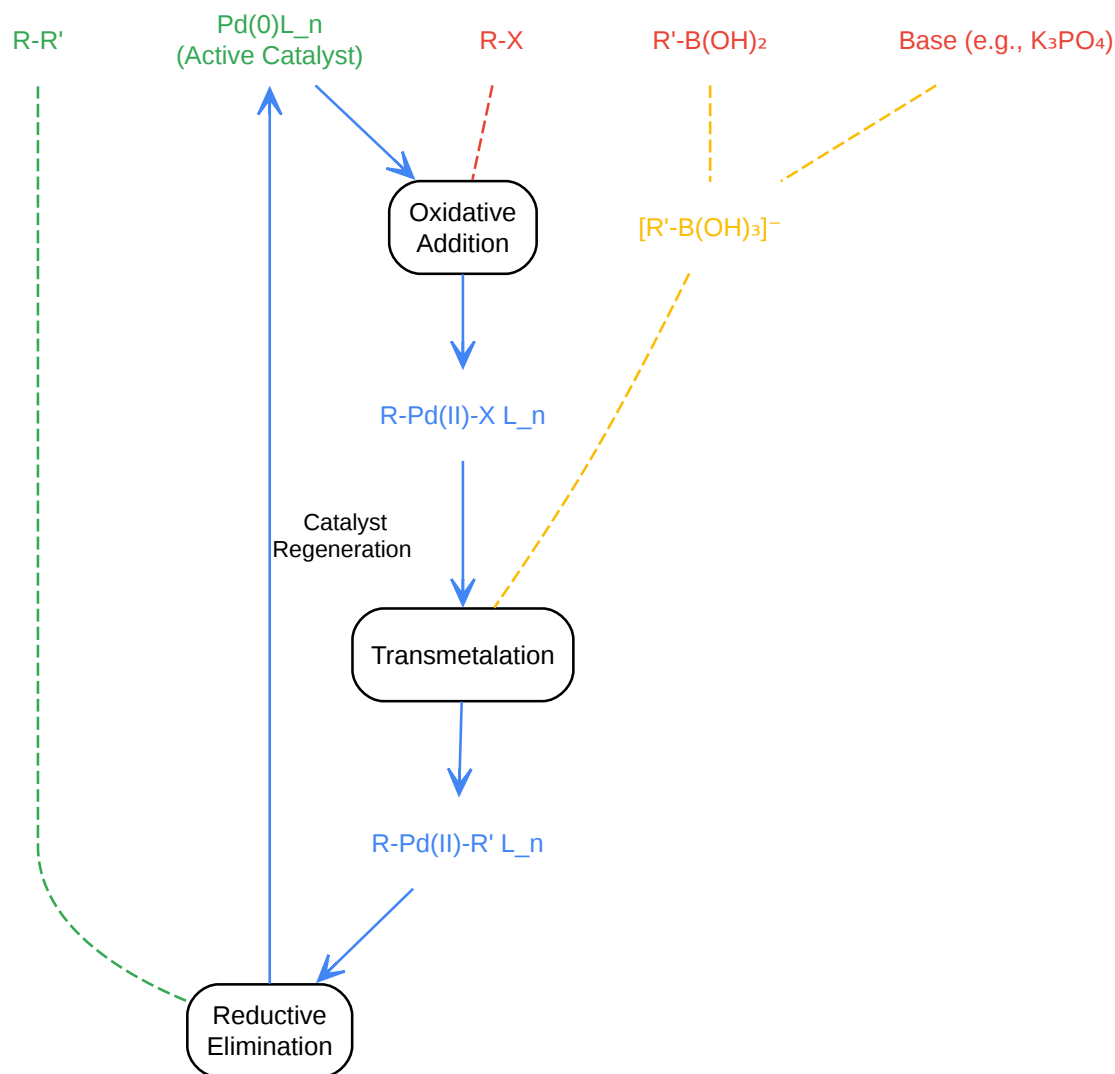 R-R'
Pd(0)L_n
(Active Catalyst)
R-X
R'-B(OH)₂
Base (e.g., K₃PO₄)
Oxidative
Addition
[R'-B(OH)₃]⁻
R-Pd(II)-X L_n
Catalyst
Regeneration
Transmetalation
R-Pd(II)-R' L_n
Reductive
Elimination